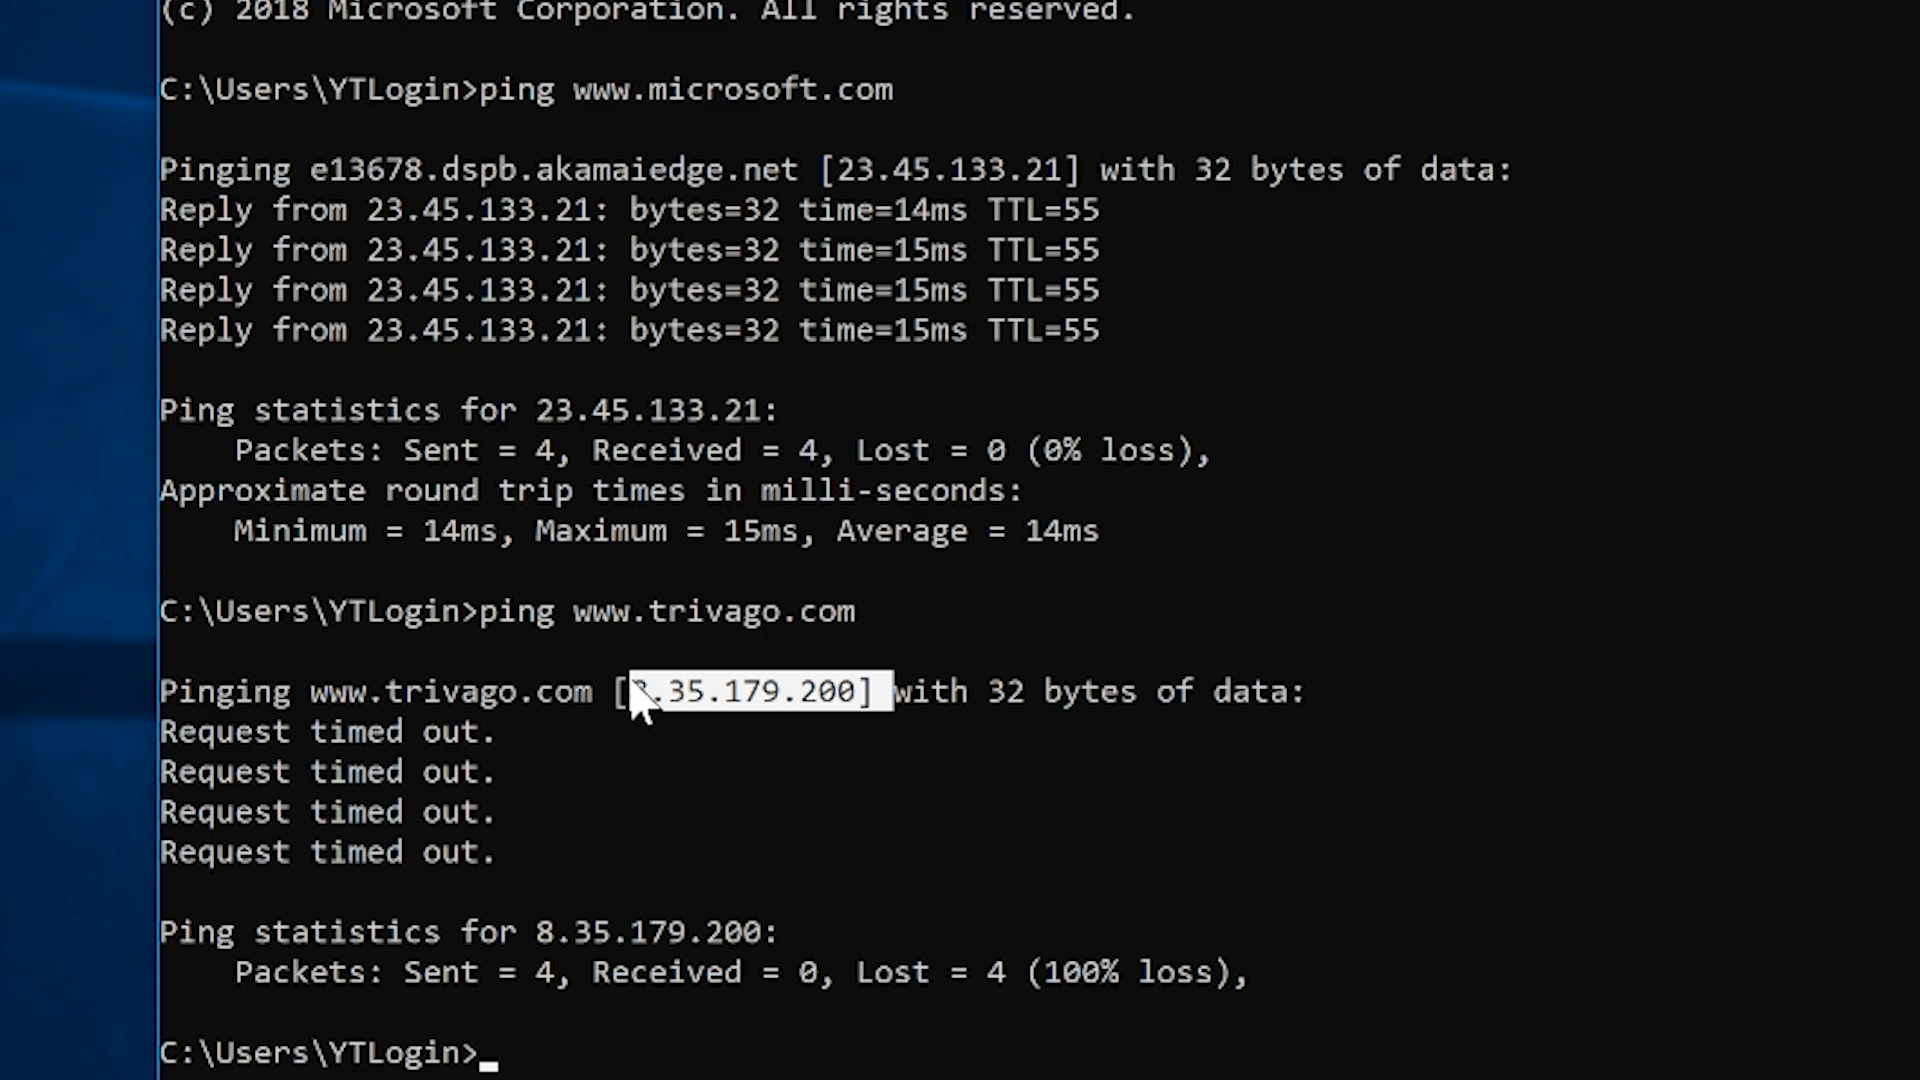 (c) 2018 Microsoft Corporation. All rights reserved.
C:\Users\YTLogin>ping www.microsoft.com
Pinging e13678.dspb.akamaiedge.net [23.45.133.21] with 32 bytes of data:
Reply from 23.45.133.21: bytes=32 time=14ms TTL=55
Reply from 23.45.133.21: bytes=32 time=15ms TTL=55
Reply from 23.45.133.21: bytes=32 time=15ms TTL=55
Reply from 23.45.133.21: bytes=32 time=15ms TTL=55
Ping statistics for 23.45.133.21:
    Packets: Sent = 4, Received = 4, Lost = 0 (0% loss),
Approximate round trip times in milli-seconds:
    Minimum = 14ms, Maximum = 15ms, Average = 14ms
C:\Users\YTLogin>ping www.trivago.com
Pinging www.trivago.com [8.35.179.200] with 32 bytes of data:
Request timed out.
Request timed out.
Request timed out.
Request timed out.
Ping statistics for 8.35.179.200:
    Packets: Sent = 4, Received = 0, Lost = 4 (100% loss),
C:\Users\YTLogin>_